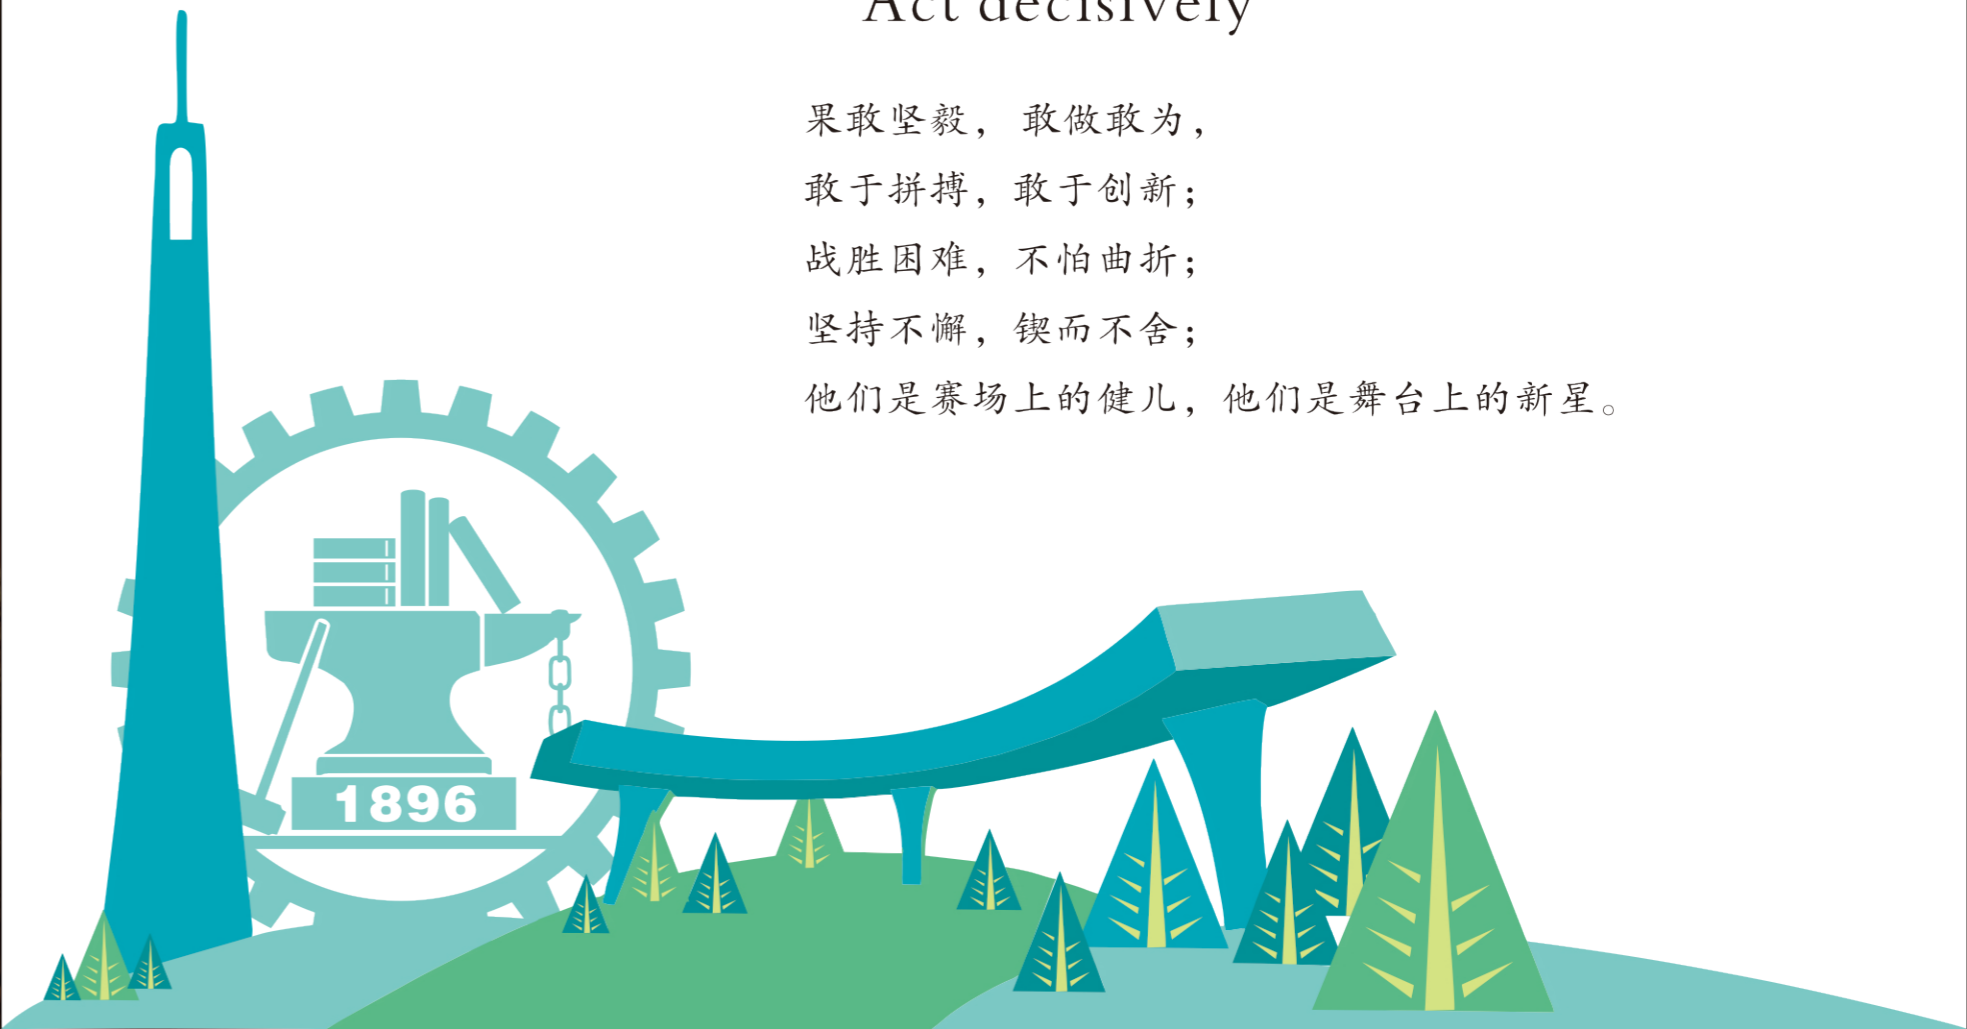 Act decisively
果敢坚毅， 敢做敢为，
敢于拼搏，敢于创新；
战胜困难，不怕曲折；
坚持不懈，锲而不舍；
他们是赛场上的健儿，他们是舞台上的新星。
1896